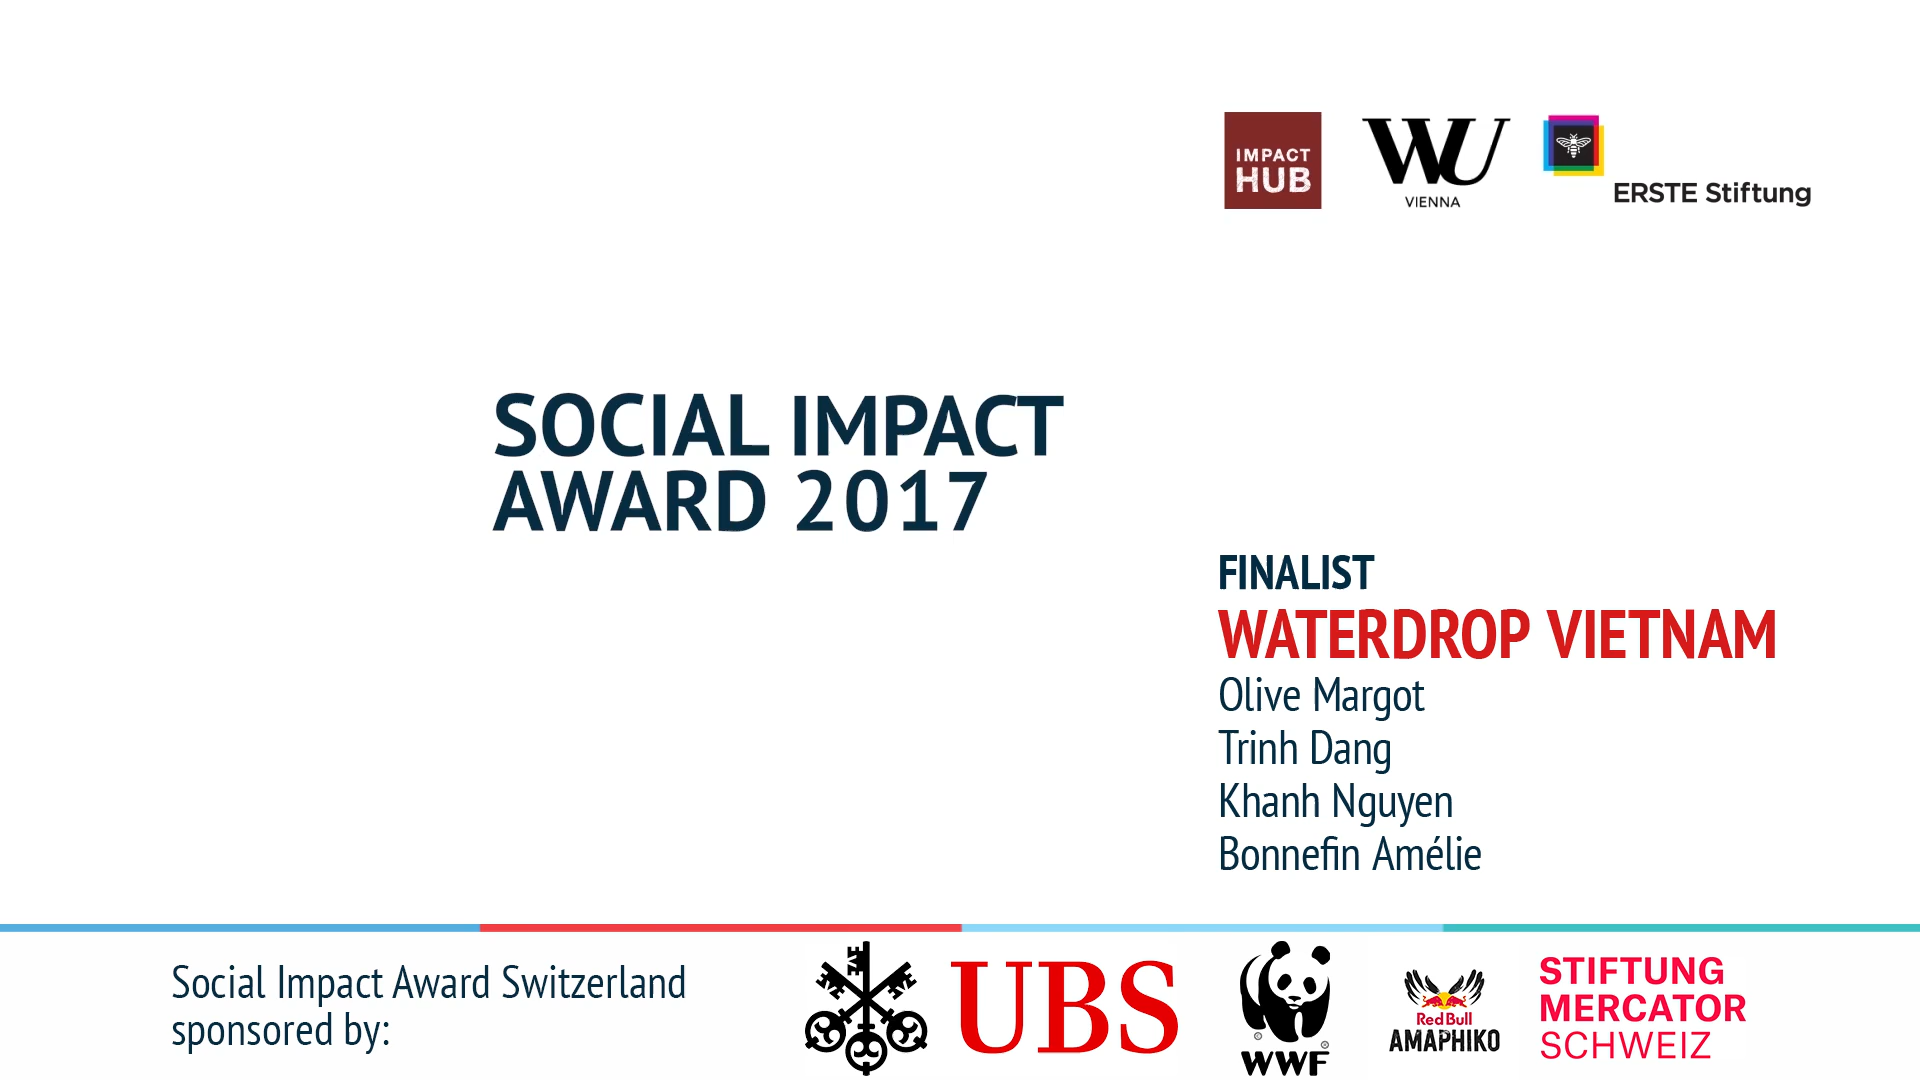 IMPACT
HUB
WU
VIENNA
ERSTE Stiftung
SOCIAL IMPACT
AWARD 2017
FINALIST
WATERDROP VIETNAM
Olive Margot
Trinh Dang
Khanh Nguyen
Bonnefin Amélie
Social Impact Award Switzerland
sponsored by:
UBS
© ®
WWF
Red Bull
AMAPHIKO
STIFTUNG
MERCATOR
SCHWEIZ